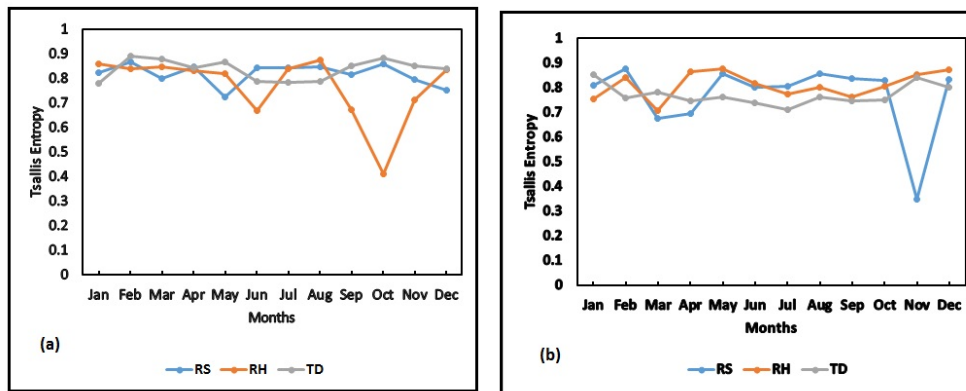 1
0.9
0.8
0.7
0.6
0.5
0.4
0.3
0.2
0.1
0
Tsallis Entropy
Jan Feb Mar Apr May Jun Jul Aug Sep Oct Nov Dec
Months
(a)
RS RH TD
1
0.9
0.8
0.7
0.6
0.5
0.4
0.3
0.2
0.1
0
Tsallis Entropy
Jan Feb Mar Apr May Jun Jul Aug Sep Oct Nov Dec
Months
(b)
RS RH TD